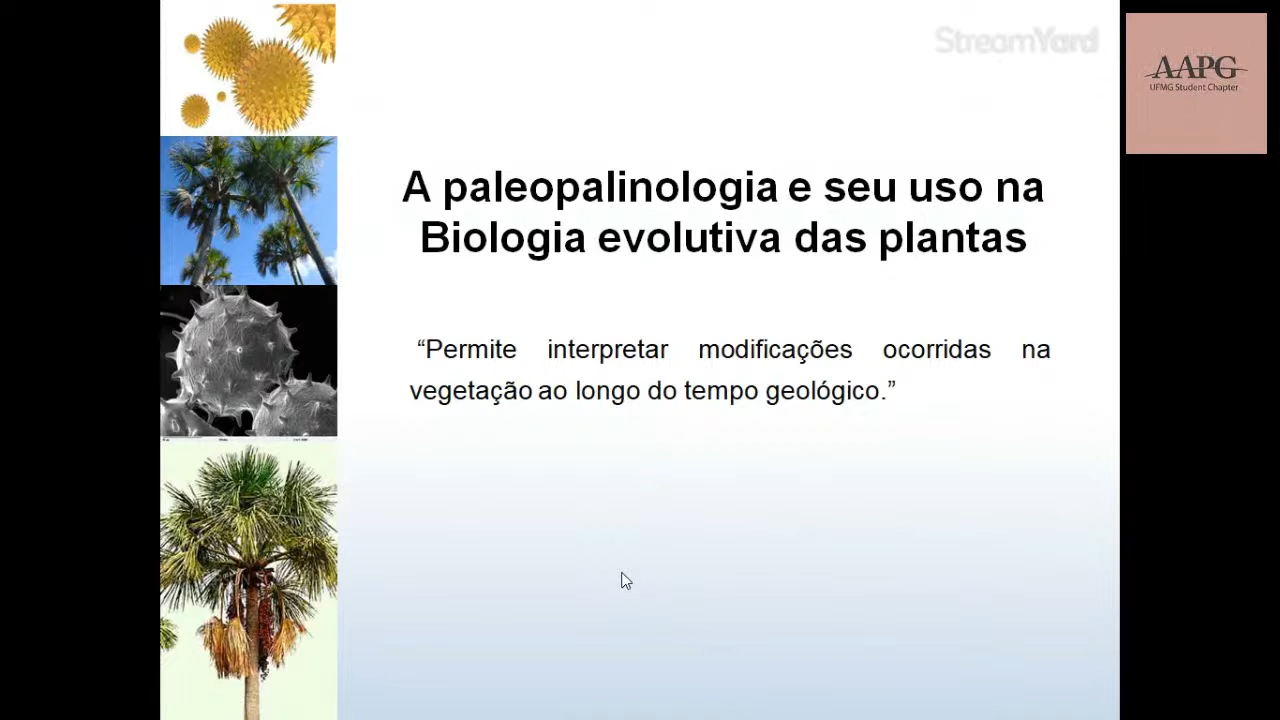 StreamYard
AAPG
UFMG Student Chapter
A paleopalinologia e seu uso na
Biologia evolutiva das plantas
“Permite interpretar modificações ocorridas na
vegetação ao longo do tempo geológico.”